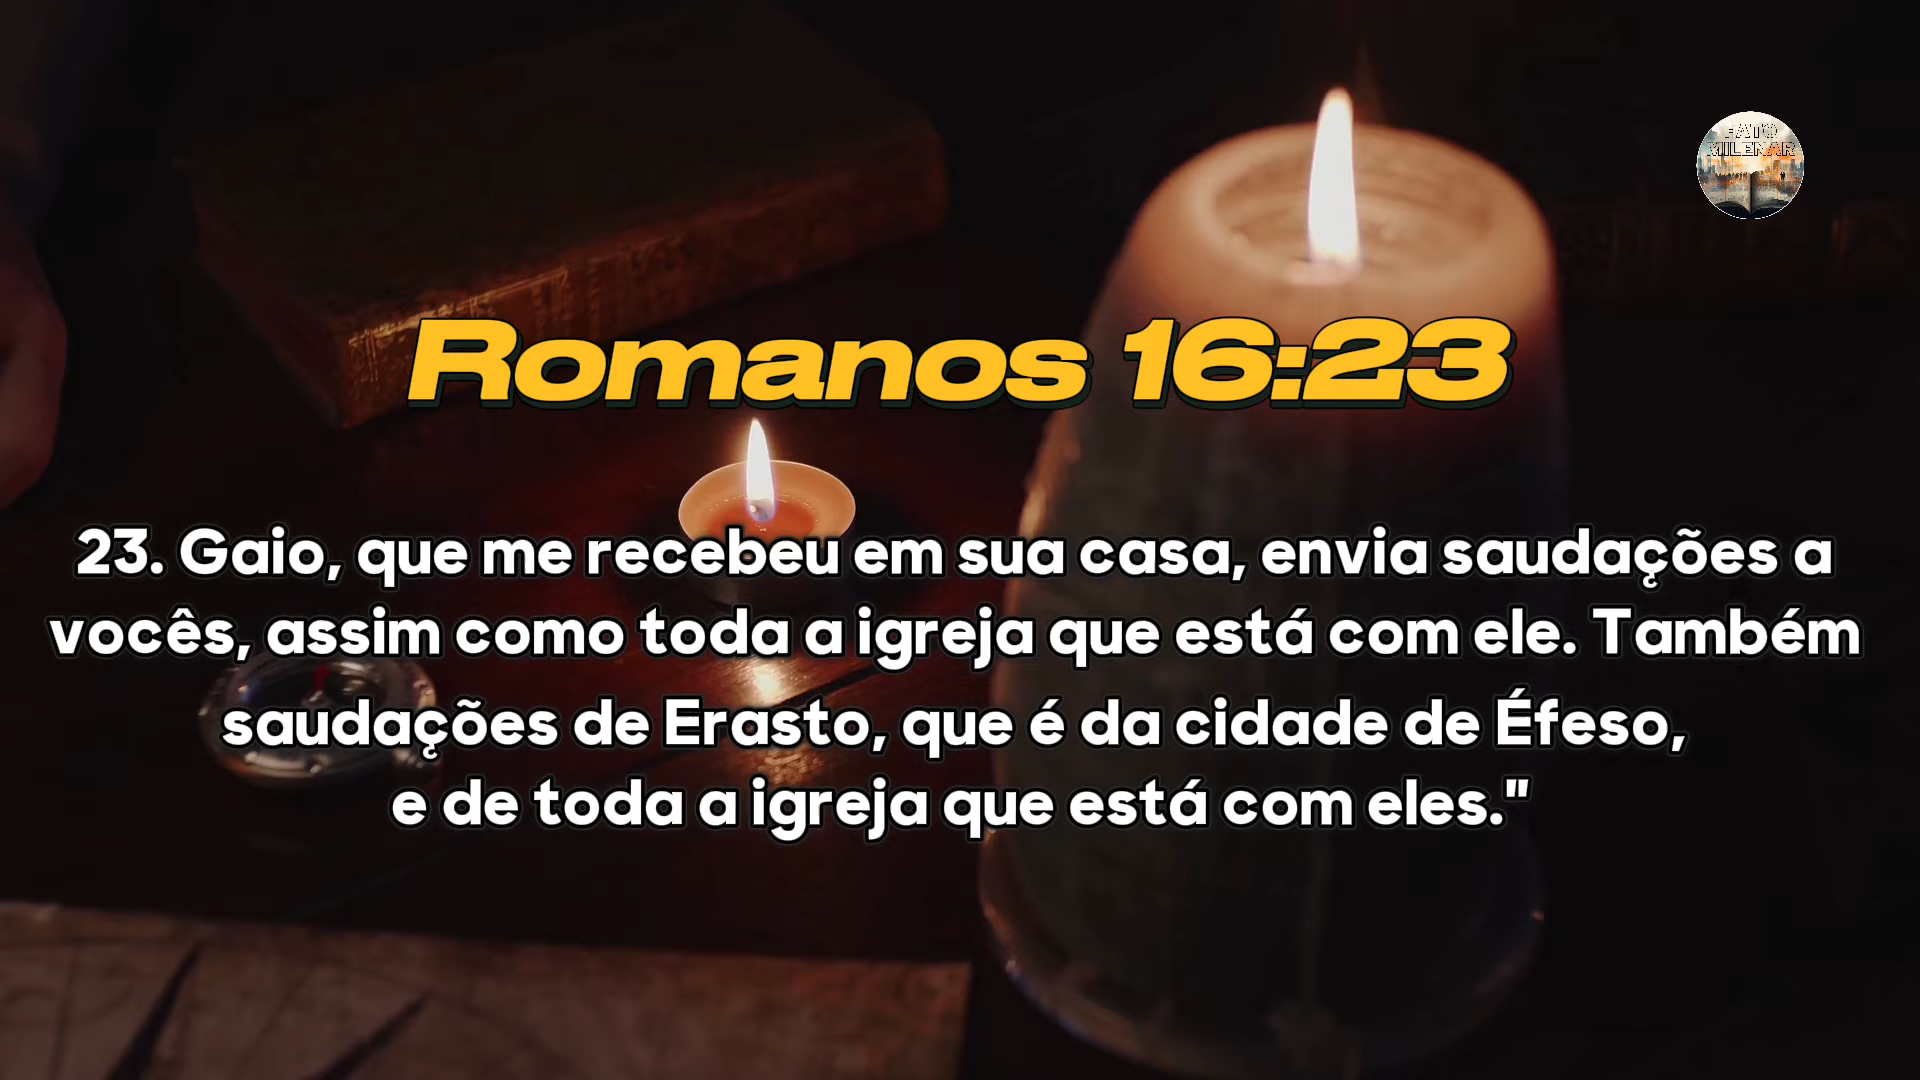 FATO
MILENAR
Romanos 16:23
23. Gaio, que me recebeu em sua casa, envia saudações a
vocês, assim como toda a igreja que está com ele. Também
saudações de Erasto, que é da cidade de Éfeso,
e de toda a igreja que está com eles."